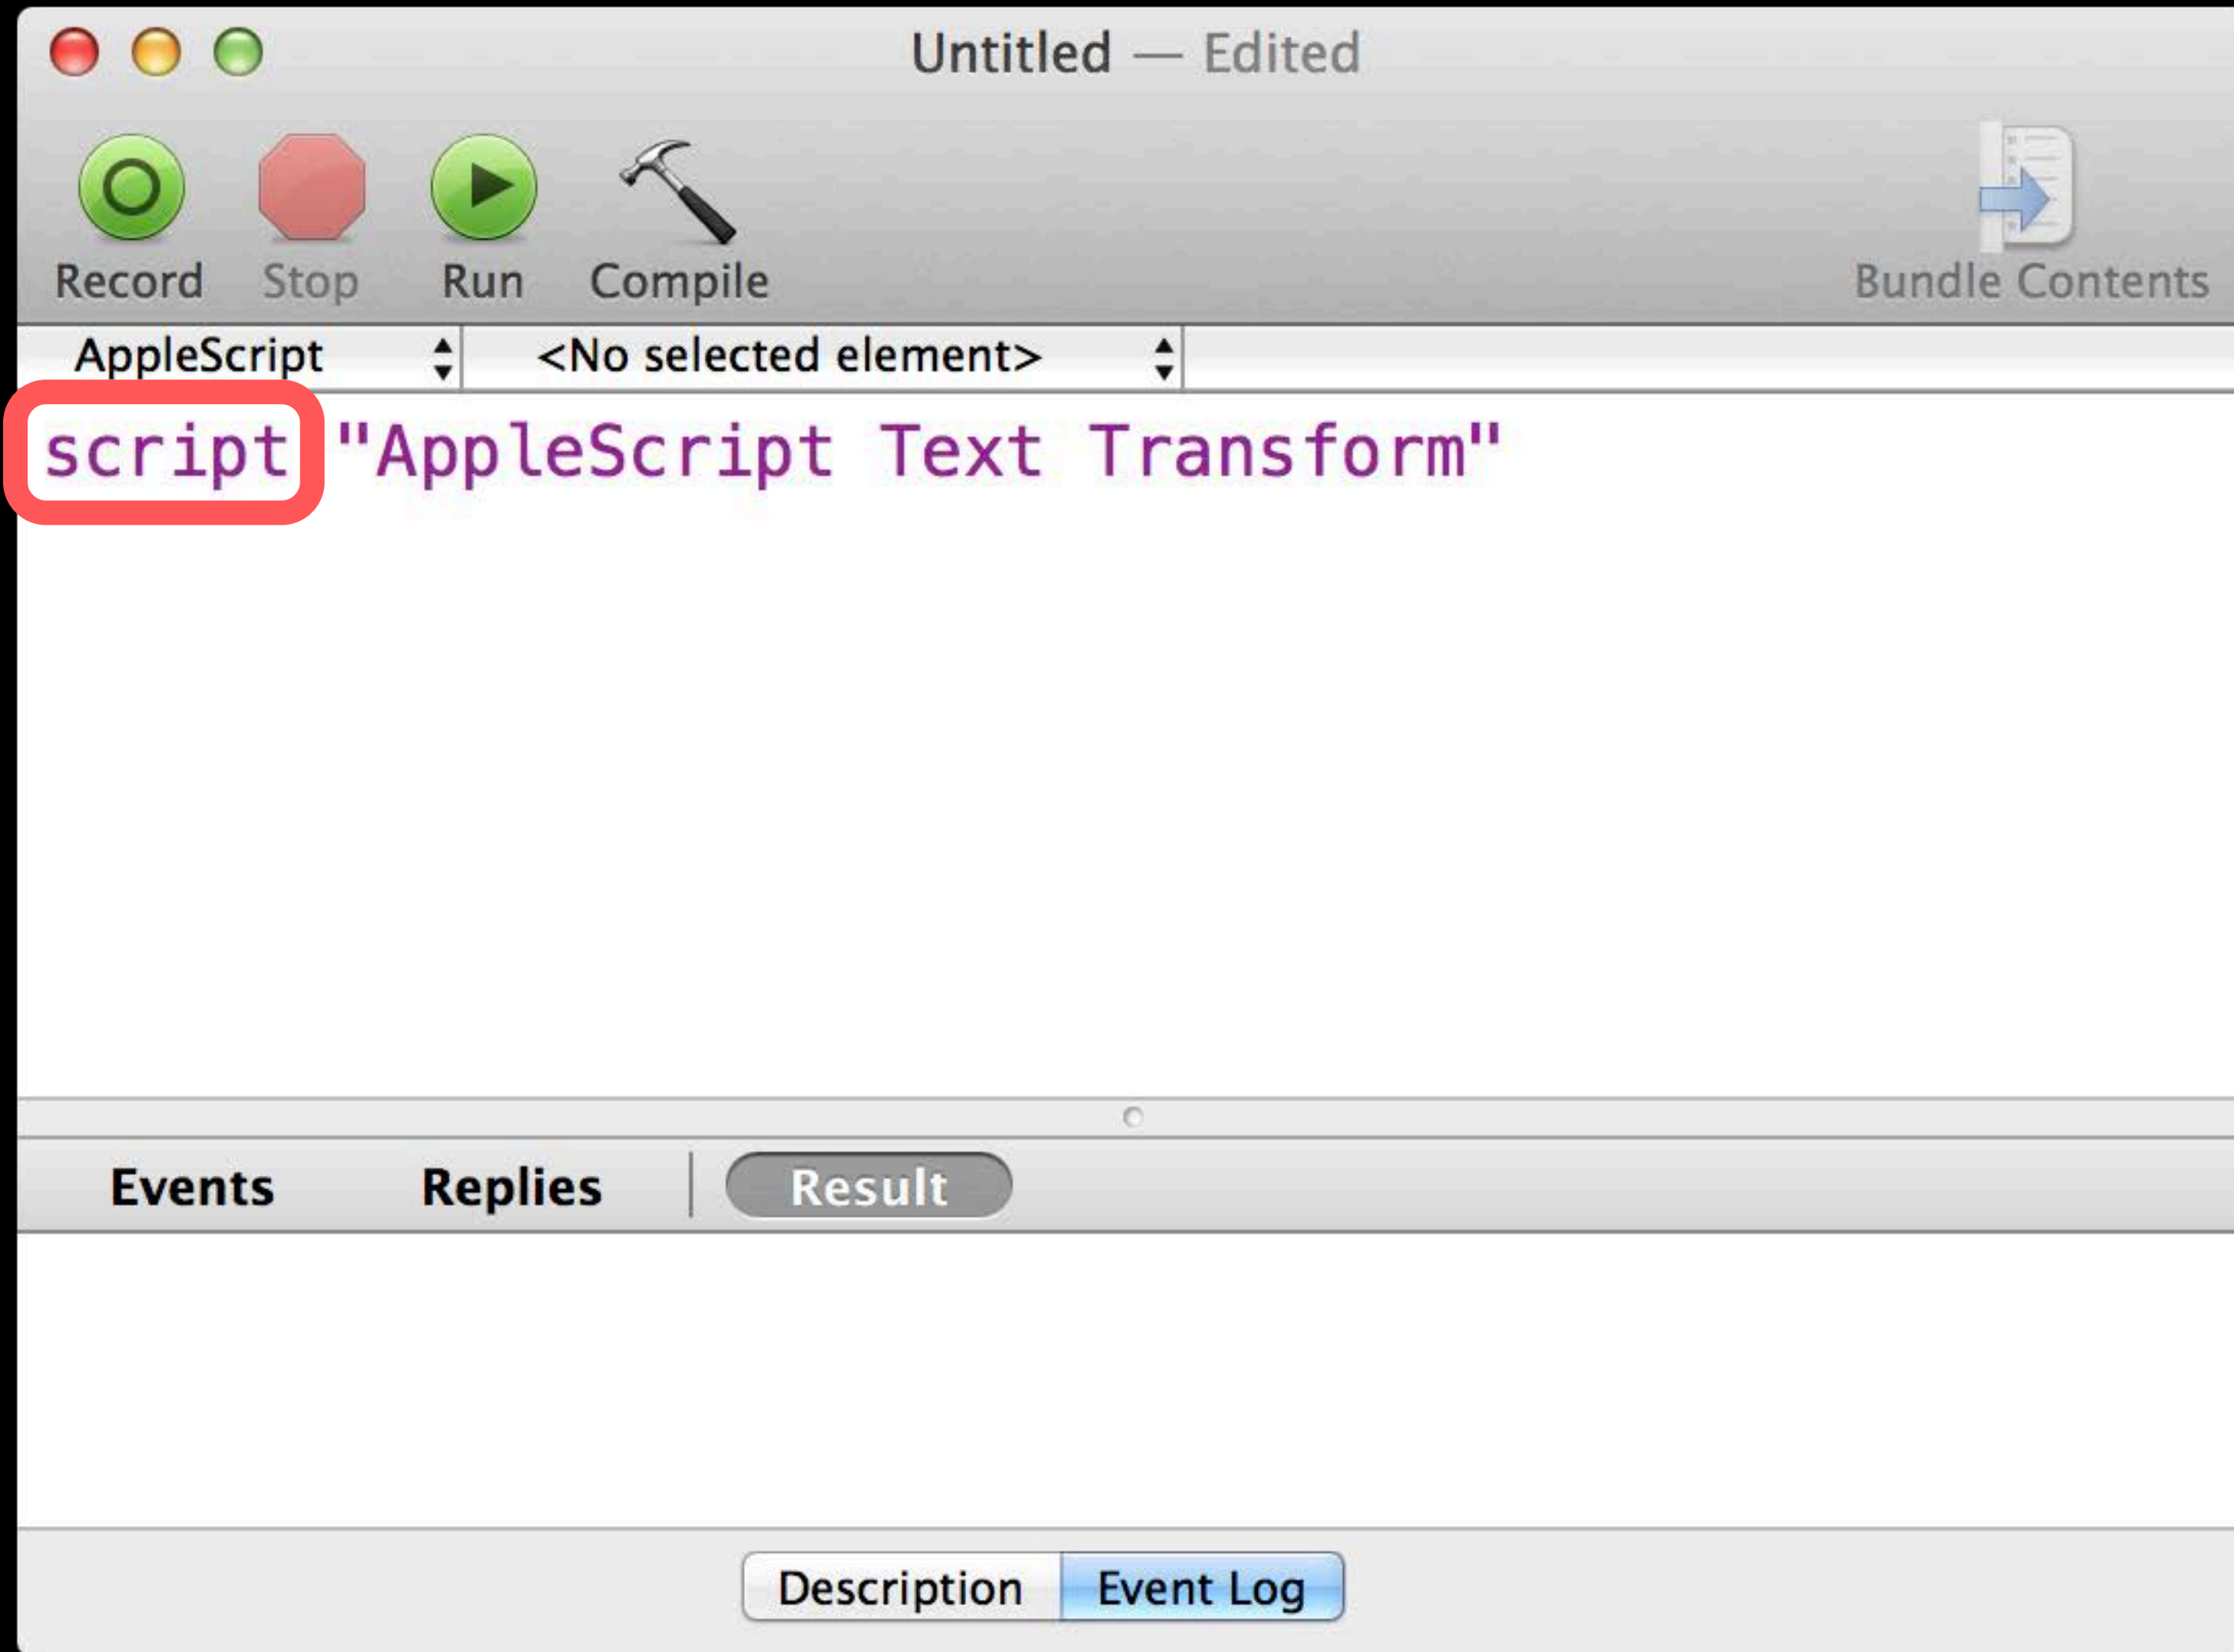 Untitled — Edited
Record Stop Run Compile Bundle Contents
AppleScript <No selected element>
script "AppleScript Text Transform"
Events Replies Result
Description Event Log